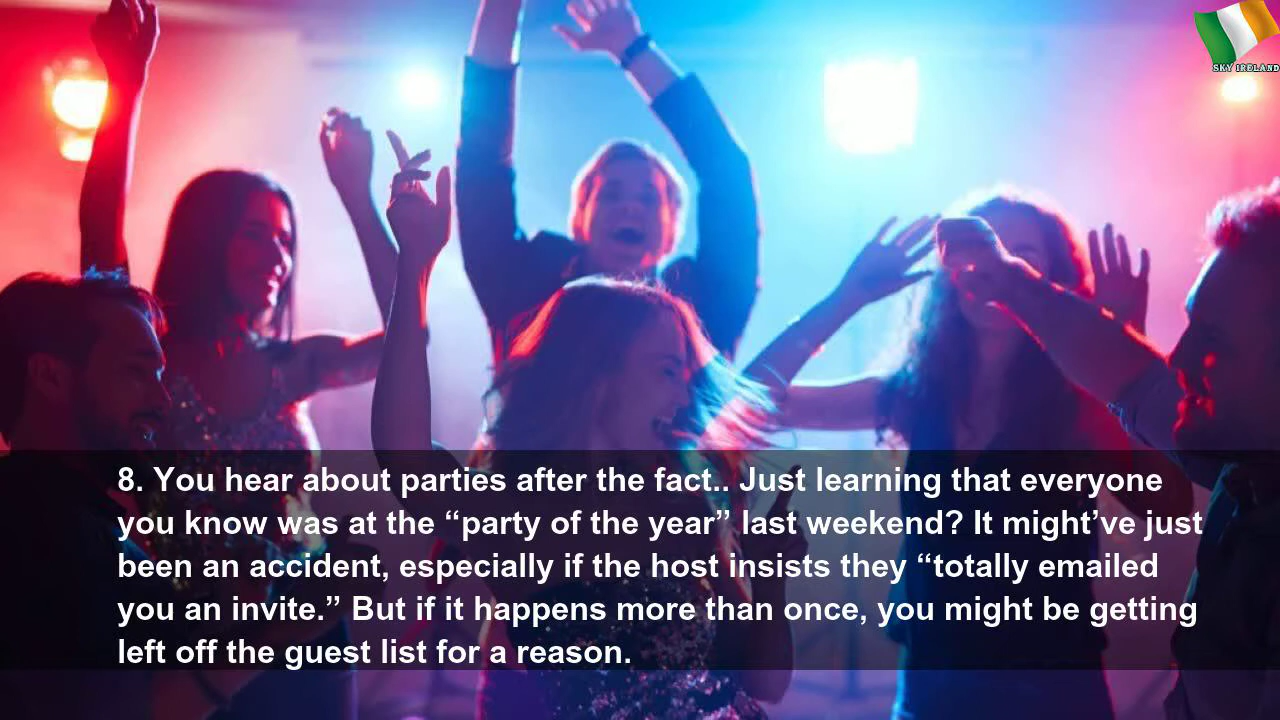 SKY IRELAND
8. You hear about parties after the fact.. Just learning that everyone
you know was at the “party of the year” last weekend? It might’ve just
been an accident, especially if the host insists they “totally emailed
you an invite.” But if it happens more than once, you might be getting
left off the guest list for a reason.